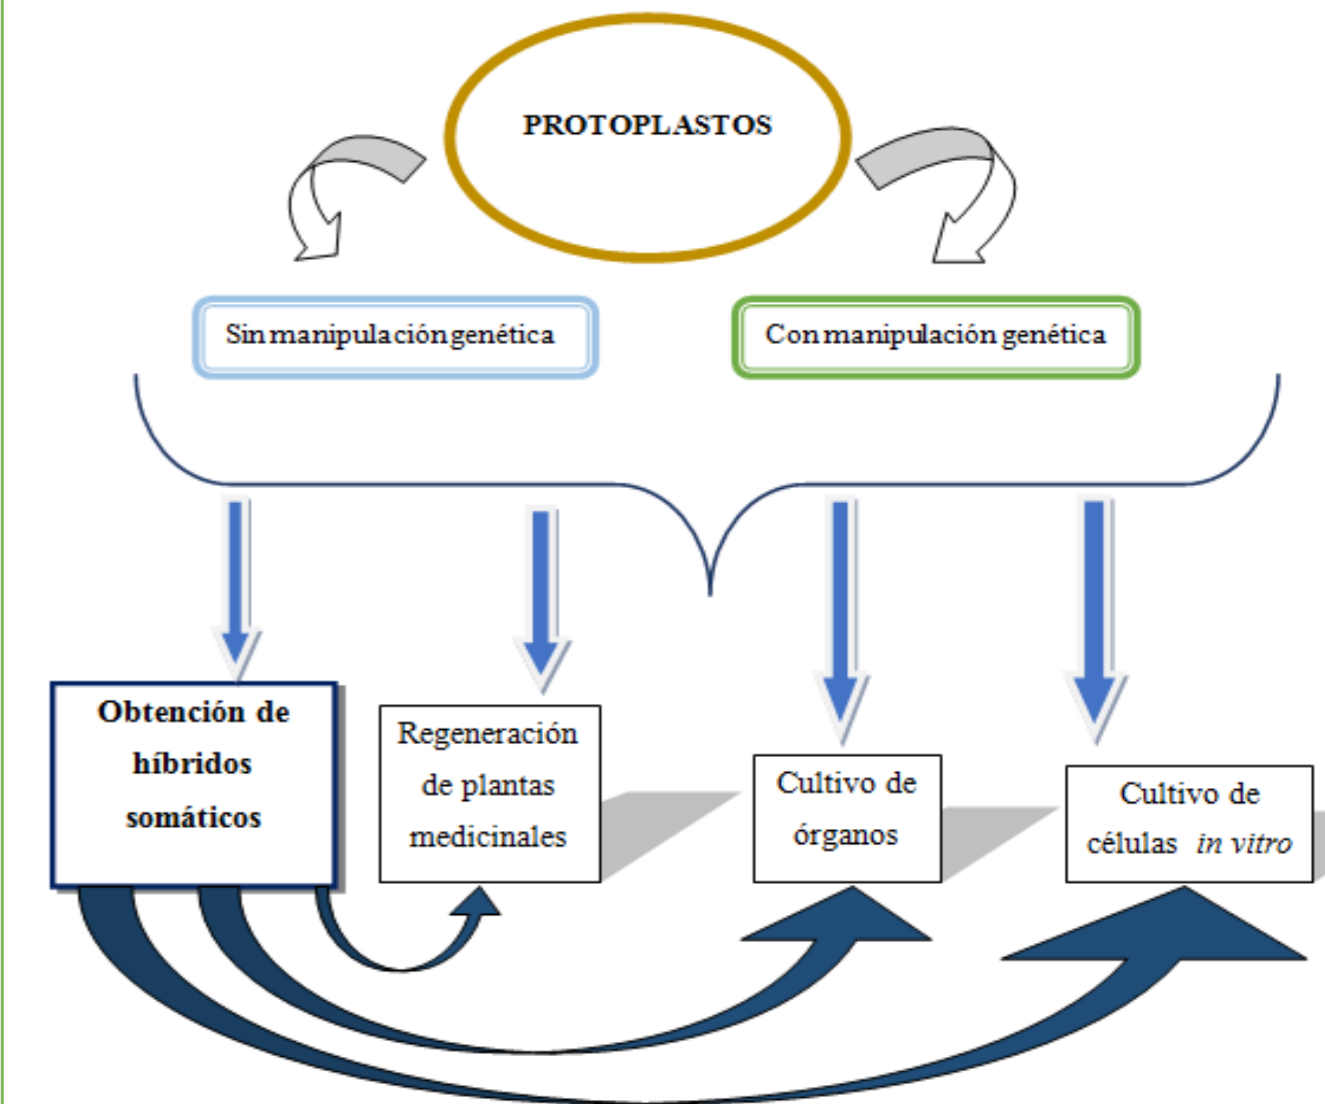 PROTOPLASTOS
Sin manipulación genética
Con manipulación genética
Obtención de
híbridos
somáticos
Regeneración
de plantas
medicinales
Cultivo de
órganos
Cultivo de
células in vitro